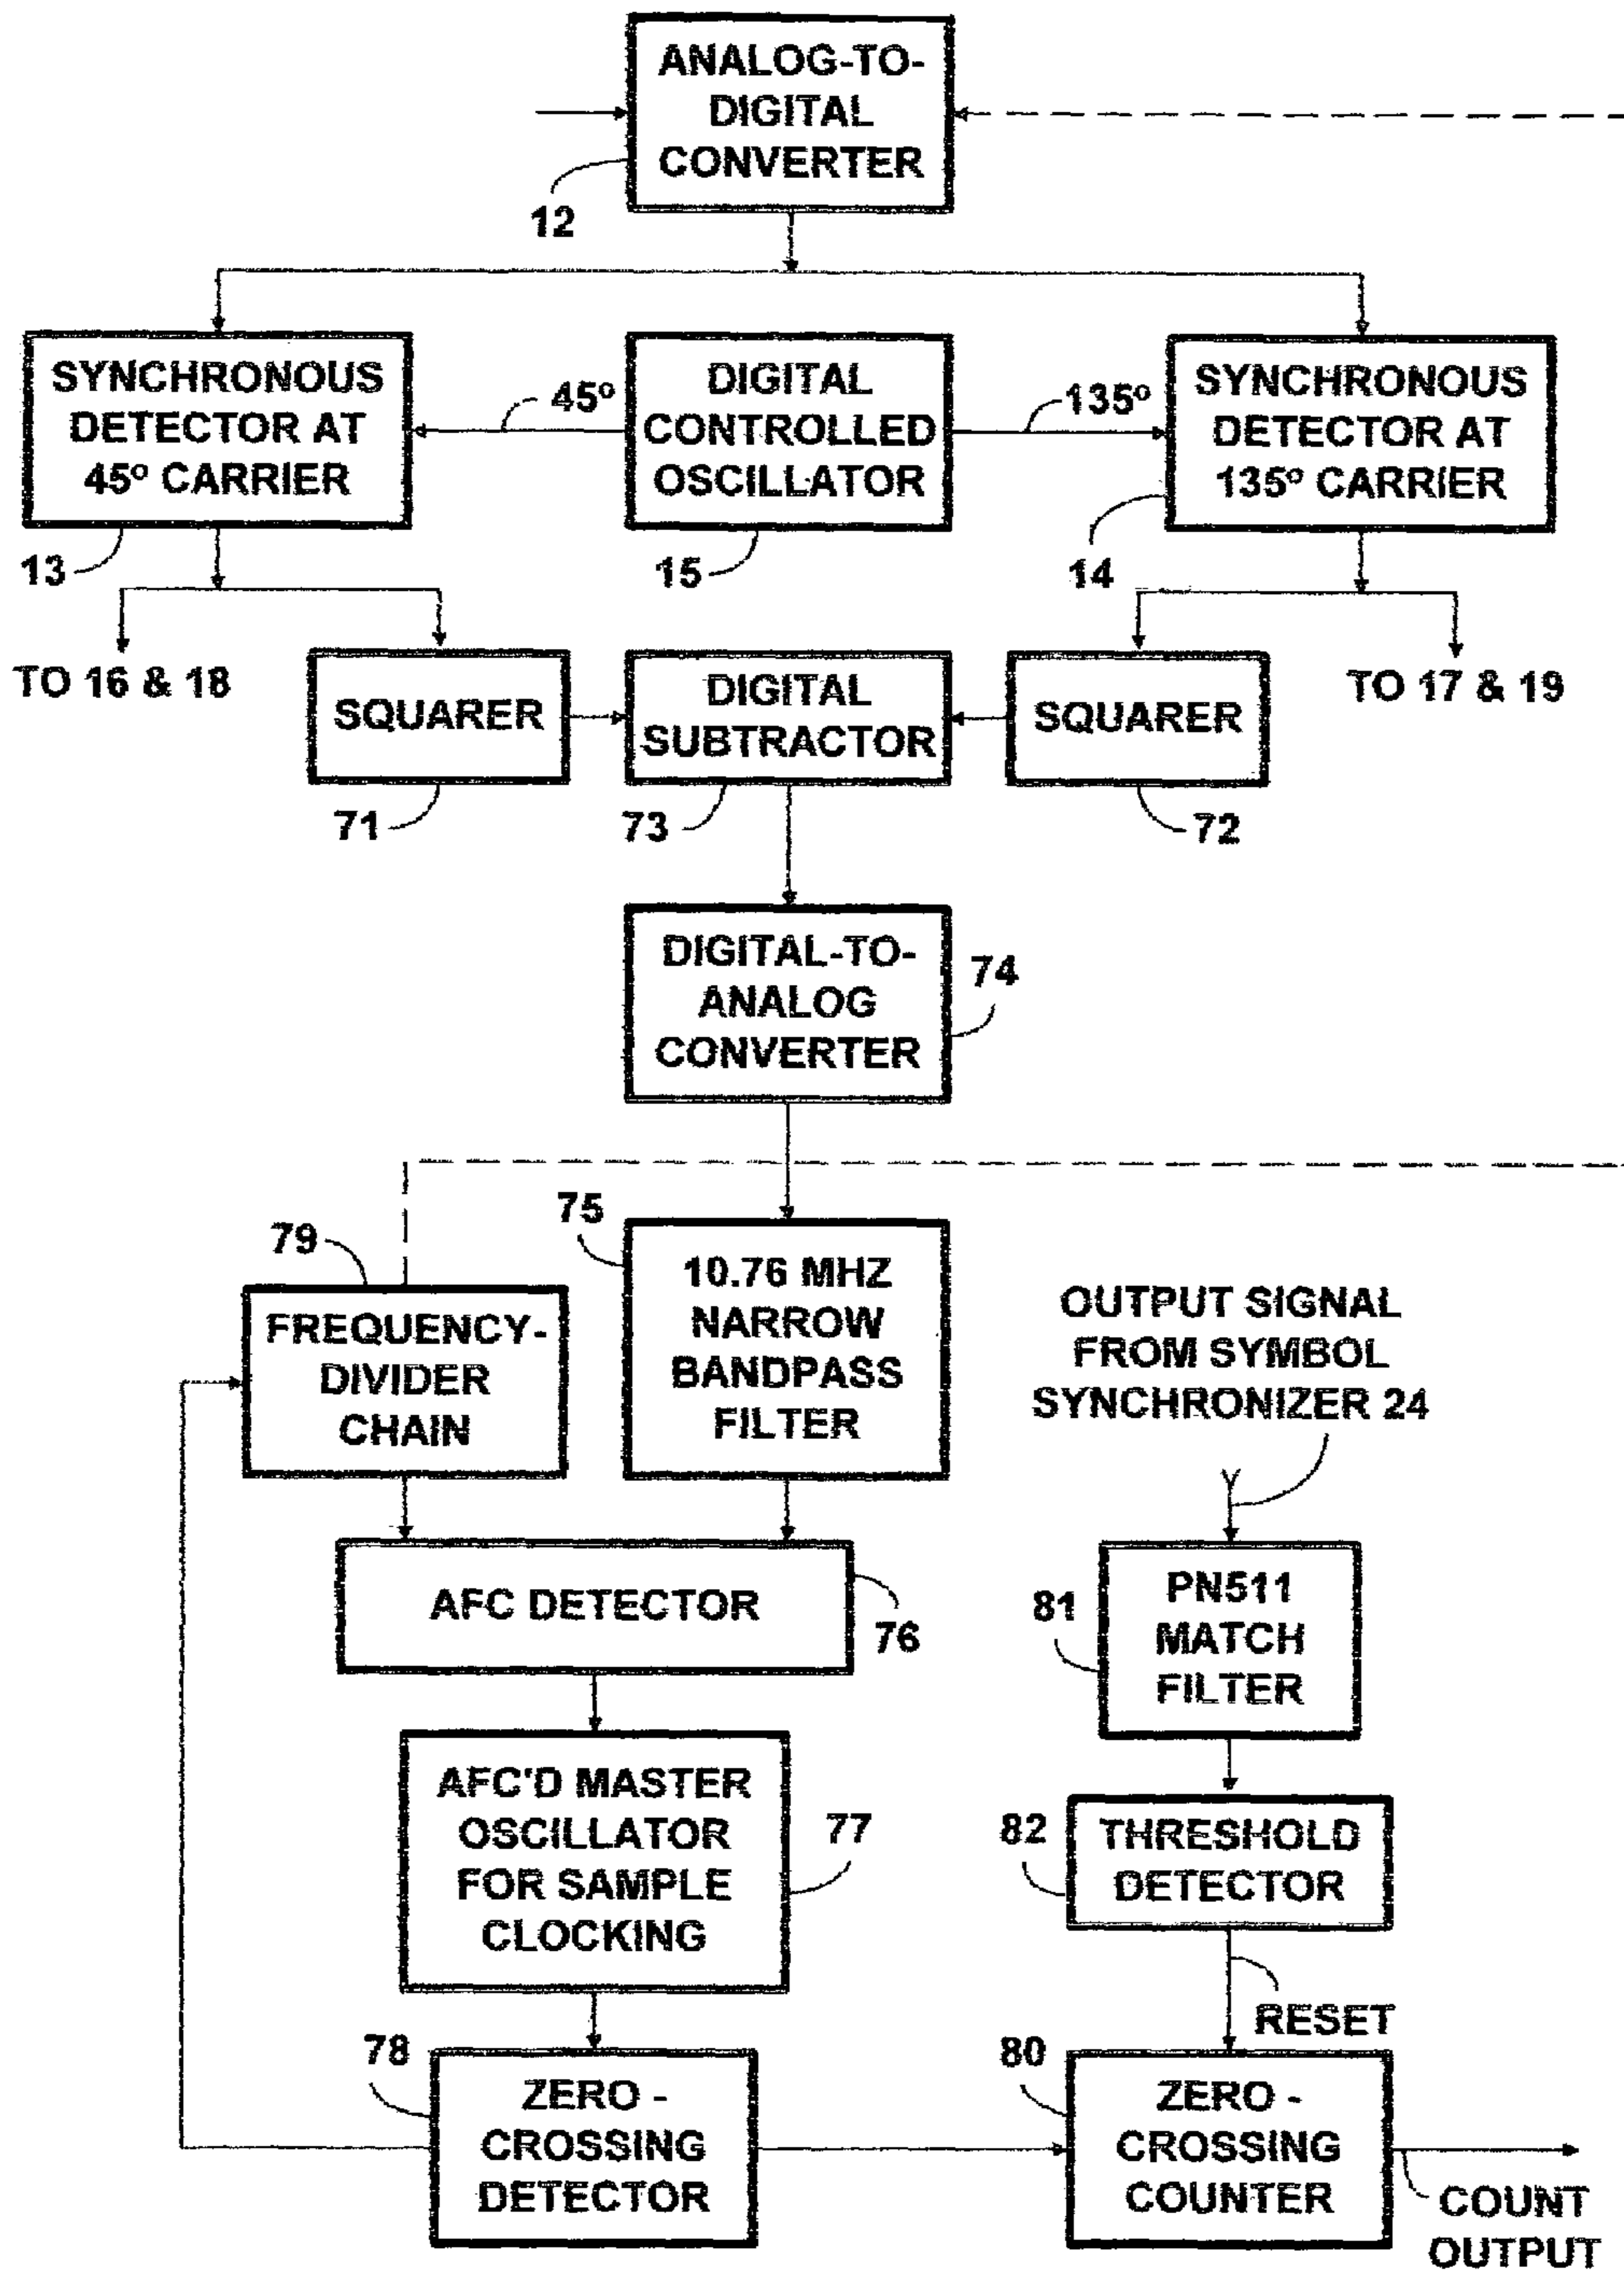 ANALOG-TO-
DIGITAL
CONVERTER
12
SYNCHRONOUS
DETECTOR AT
45º CARRIER
13
45º
DIGITAL
CONTROLLED
OSCILLATOR
15
135º
SYNCHRONOUS
DETECTOR AT
135º CARRIER
14
TO 16 & 18
SQUARER
71
DIGITAL
SUBTRACTOR
73
SQUARER
72
TO 17 & 19
DIGITAL-TO-
ANALOG
CONVERTER
74
79
FREQUENCY-
DIVIDER
CHAIN
75
10.76 MHZ
NARROW
BANDPASS
FILTER
OUTPUT SIGNAL
FROM SYMBOL
SYNCHRONIZER 24
AFC DETECTOR
76
81
PN511
MATCH
FILTER
AFC'D MASTER
OSCILLATOR
FOR SAMPLE
CLOCKING
77
82
THRESHOLD
DETECTOR
RESET
78
ZERO -
CROSSING
DETECTOR
80
ZERO -
CROSSING
COUNTER
COUNT
OUTPUT